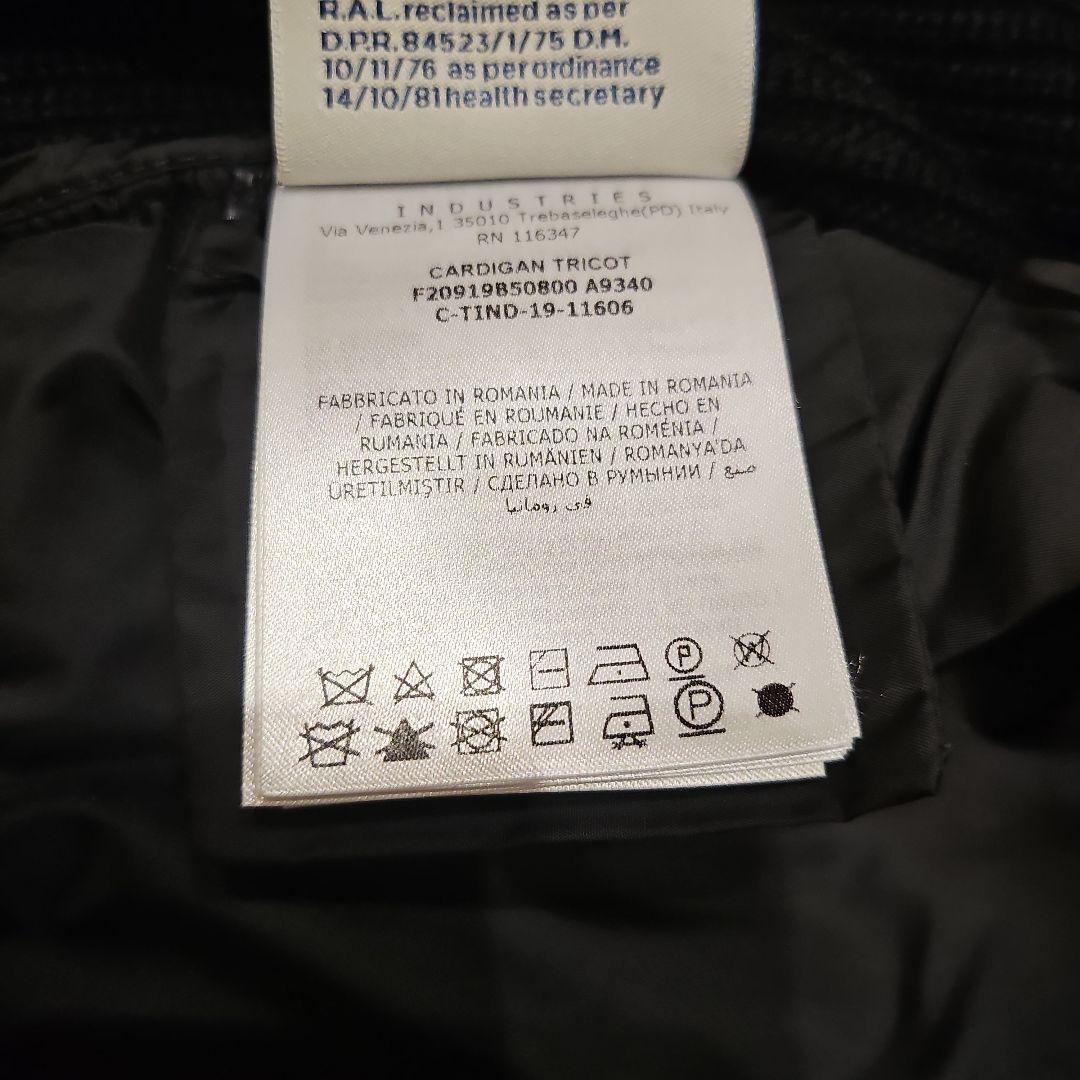 R.A.L.reclaimed as per
D.P.R.84523/1/75 D.M.
10/11/76 as per ordinance
14/10/81 health secretary
INDUSTRIES
Via Venezia,1 35010 Trebaseleghe(PD) Italy
RN 116347
CARDIGAN TRICOT
F20919B50800 A9340
C-TIND-19-11606
FABBRICATO IN ROMANIA / MADE IN ROMANIA
/ FABRIQUÉ EN ROUMANIE / HECHO EN
RUMANIA / FABRICADO NA ROMÉNIA /
HERGESTELLT IN RUMÄNIEN / ROMANYA'DA
ÜRETILMIŞTIR / СДЕЛАНО В РУМЫНИИ / صنع
في رومانيا
P W
P